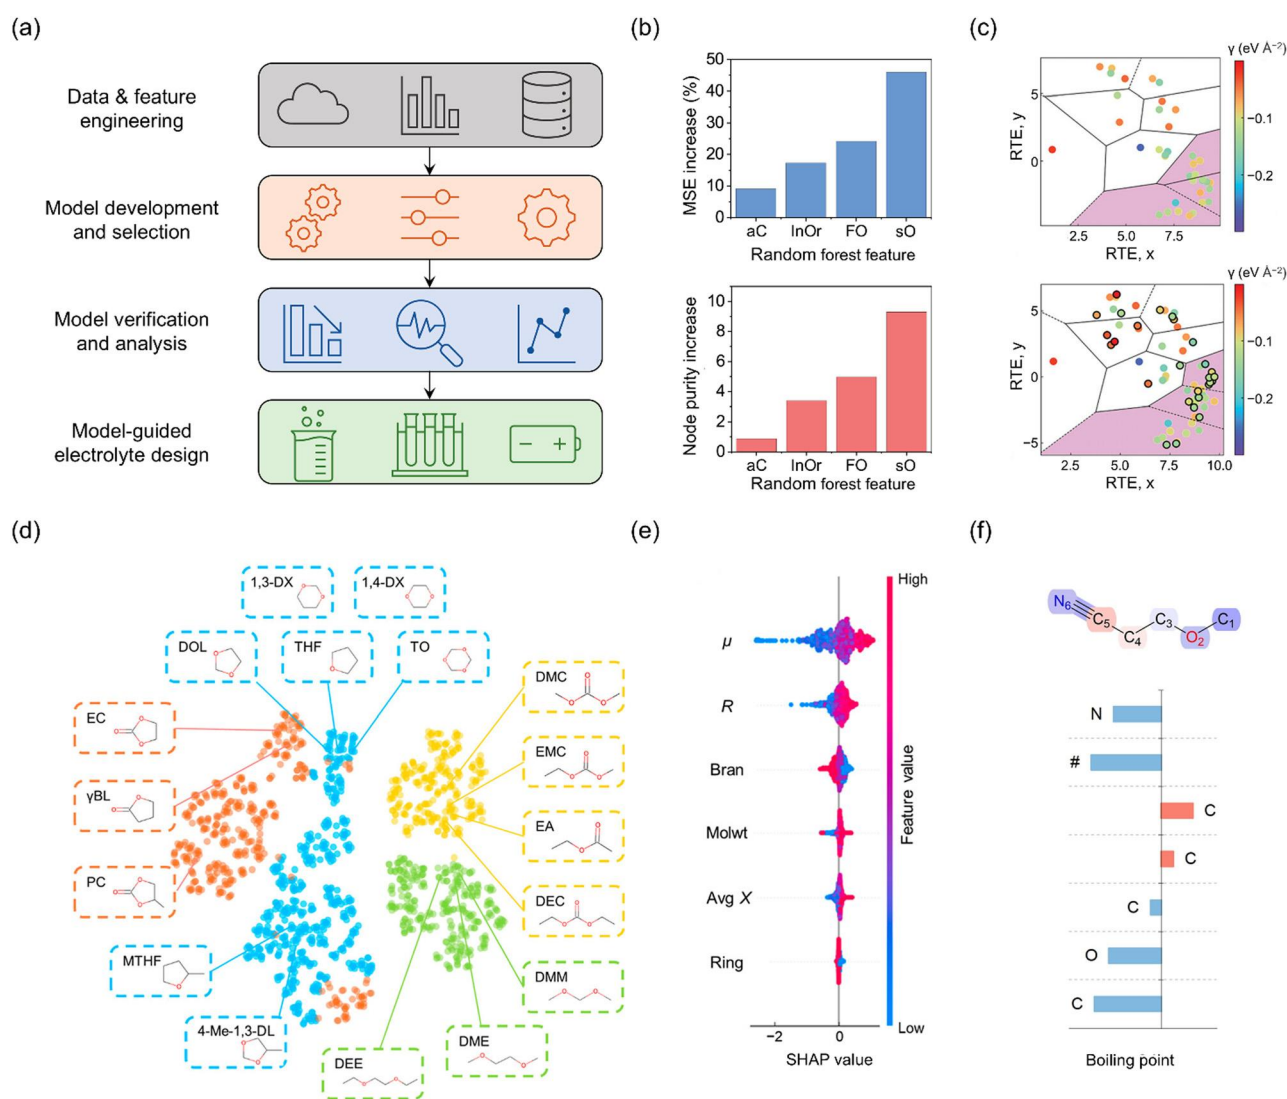 (a)
Data & feature
engineering
Model development
and selection
Model verification
and analysis
Model-guided
electrolyte design
(b)
MSE increase (%)
50
40
30
20
10
0
aC InOr FO sO
Random forest feature
Node purity increase
10
8
6
4
2
0
aC InOr FO sO
Random forest feature
(c)
γ (eV Å⁻²)
RTE, y
5
0
−0.1
−0.2
2.5 5.0 7.5
RTE, x
γ (eV Å⁻²)
RTE, y
5
0
−5
−0.1
−0.2
2.5 5.0 7.5 10.0
RTE, x
(d)
1,3-DX
1,4-DX
DOL
THF
TO
EC
γBL
PC
MTHF
4-Me-1,3-DL
DEE
DME
DMM
DEC
EA
EMC
DMC
(e)
High
μ
R
Bran
Molwt
Avg X
Ring
Feature value
Low
−2 0
SHAP value
(f)
N₆
C₅
C₄
C₃
O₂
C₁
N
#
C
C
C
O
C
Boiling point